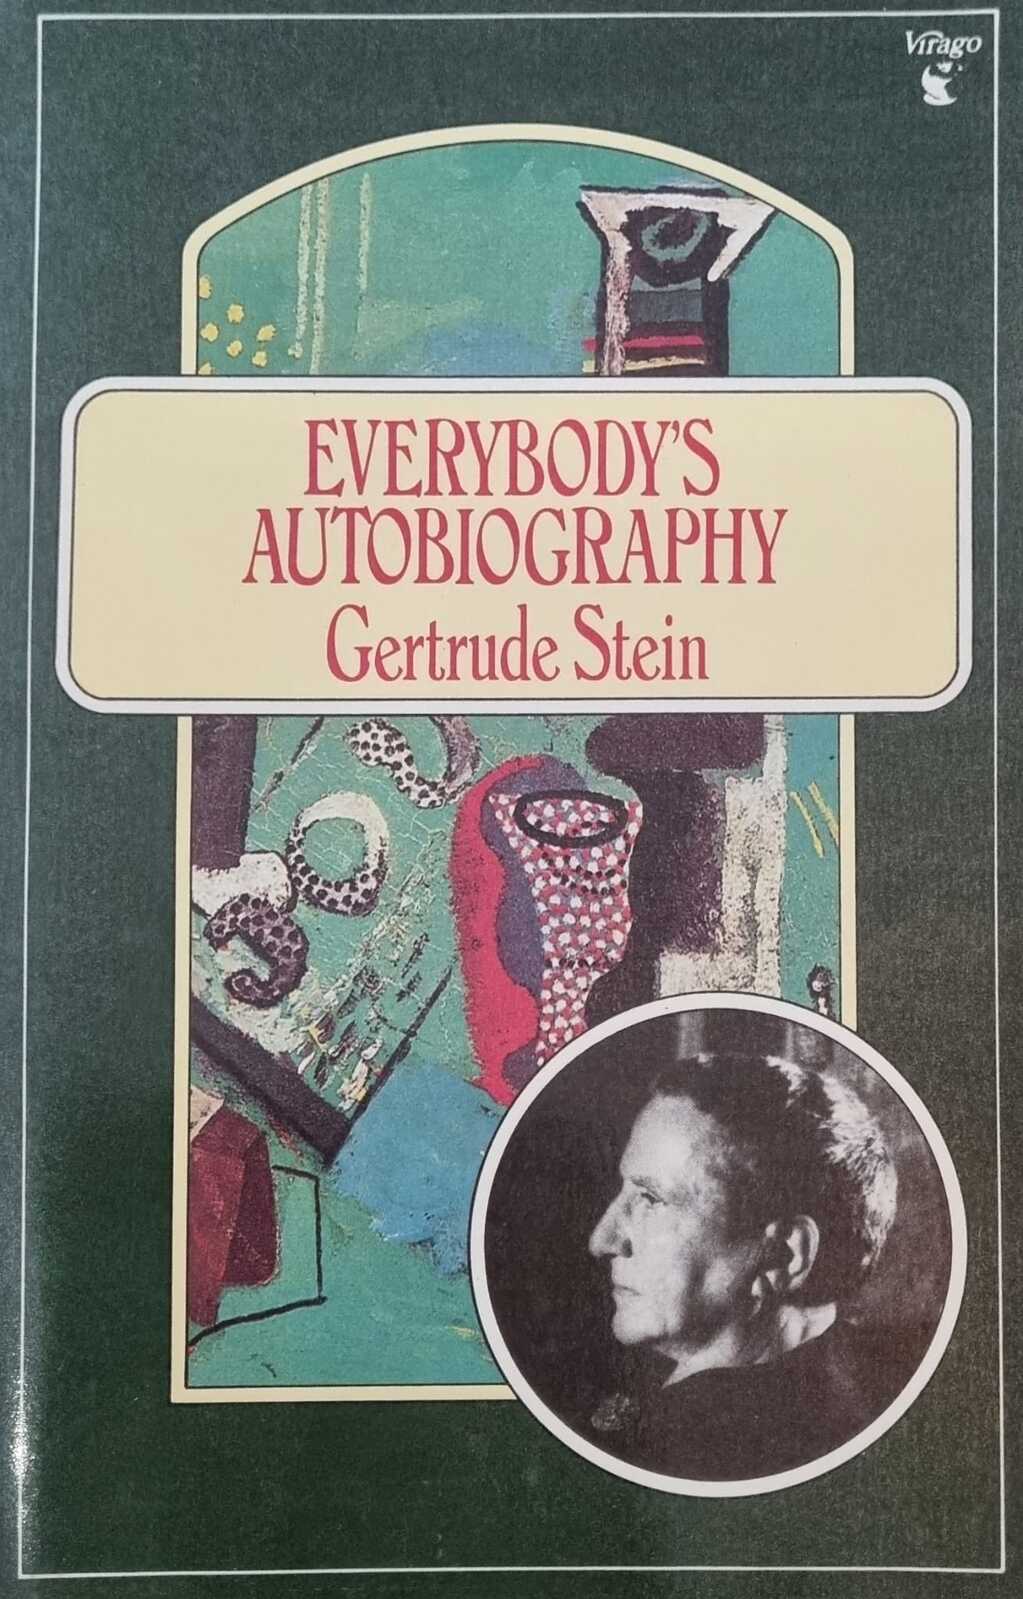 Virago
EVERYBODY'S
AUTOBIOGRAPHY
Gertrude Stein